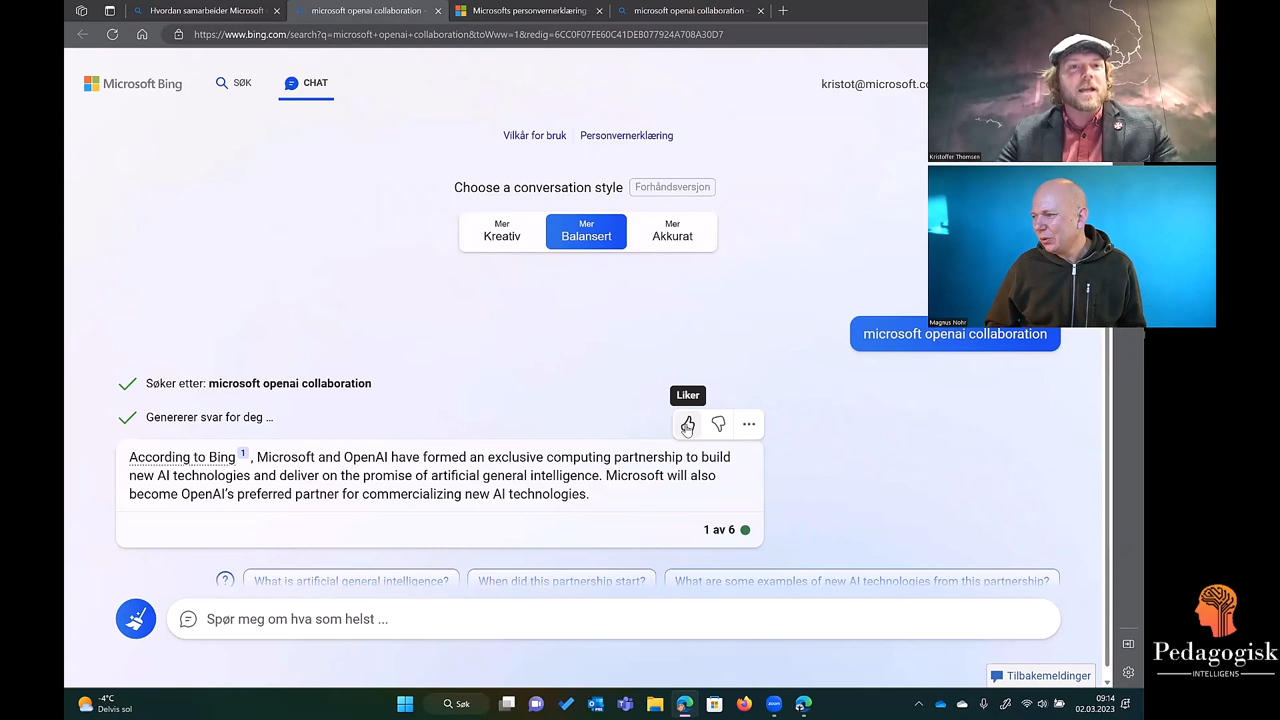 Hvordan samarbeider Microsoft
microsoft openai collaboration -
Microsofts personvernerklæring
microsoft openai collaboration -
https://www.bing.com/search?q=microsoft+openai+collaboration&toWww=1&redig=6CC0F07FE60C41DEB077924A708A30D7
Microsoft Bing
SØK
CHAT
kristot@microsoft.co
Kristoffer Thomsen
Vilkår for bruk
Personvernerklæring
Choose a conversation style
Forhåndsversjon
Mer
Kreativ
Mer
Balansert
Mer
Akkurat
Magnus Nohr
microsoft openai collaboration
Søker etter: microsoft openai collaboration
Liker
Genererer svar for deg ...
According to Bing 1 , Microsoft and OpenAI have formed an exclusive computing partnership to build
new AI technologies and deliver on the promise of artificial general intelligence. Microsoft will also
become OpenAI's preferred partner for commercializing new AI technologies.
1 av 6
What is artificial general intelligence?
When did this partnership start?
What are some examples of new AI technologies from this partnership?
Spør meg om hva som helst ...
Pedagogisk
INTELLIGENS
Tilbakemeldinger
-4°C
Delvis sol
Søk
zoom
09:14
02.03.2023